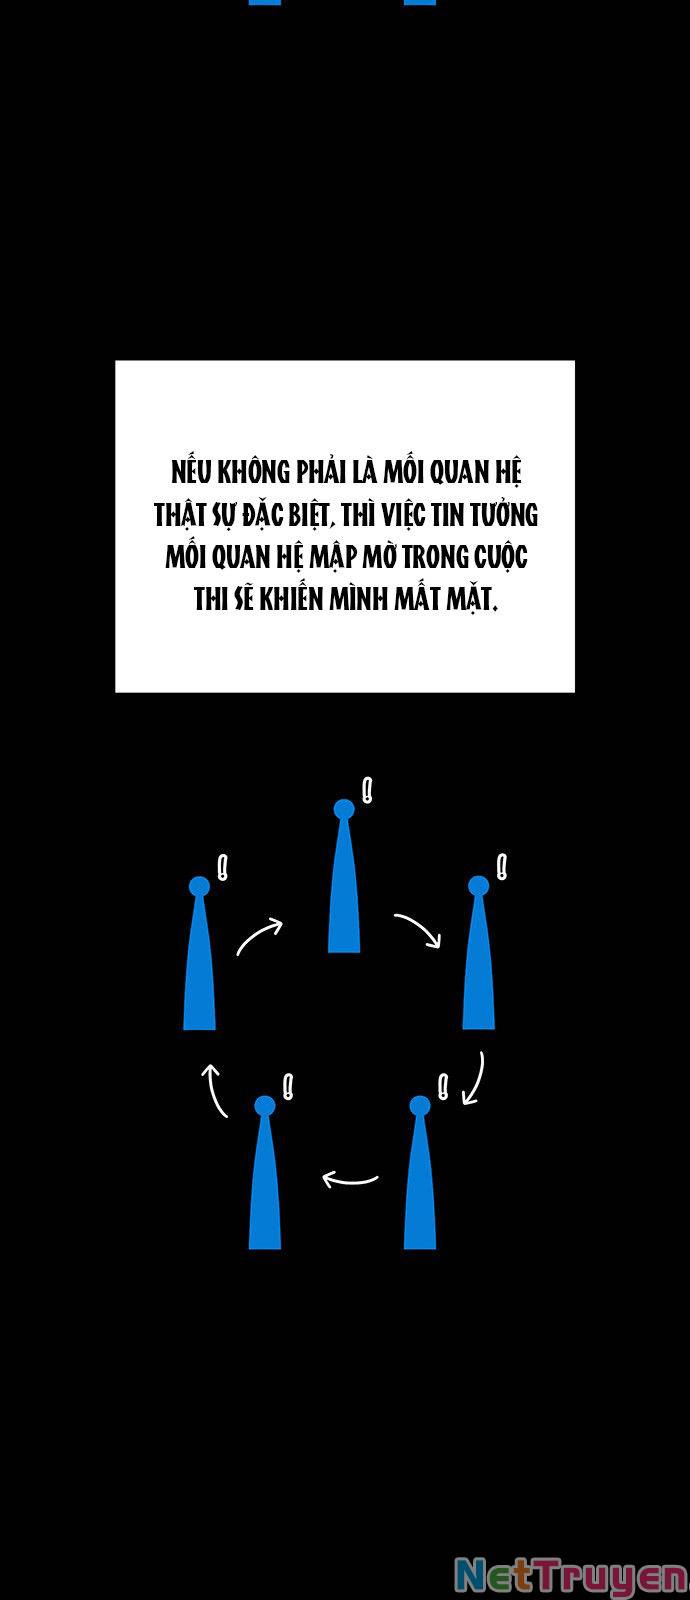 NẾU KHÔNG PHẢI LÀ MỐI QUAN HỆ
THẬT SỰ ĐẶC BIỆT, THÌ VIỆC TIN TƯỞNG
MỐI QUAN HỆ MẬP MỜ TRONG CUỘC
THI SẼ KHIẾN MÌNH MẤT MẶT.
!
!
!
!
!
NetTruyen